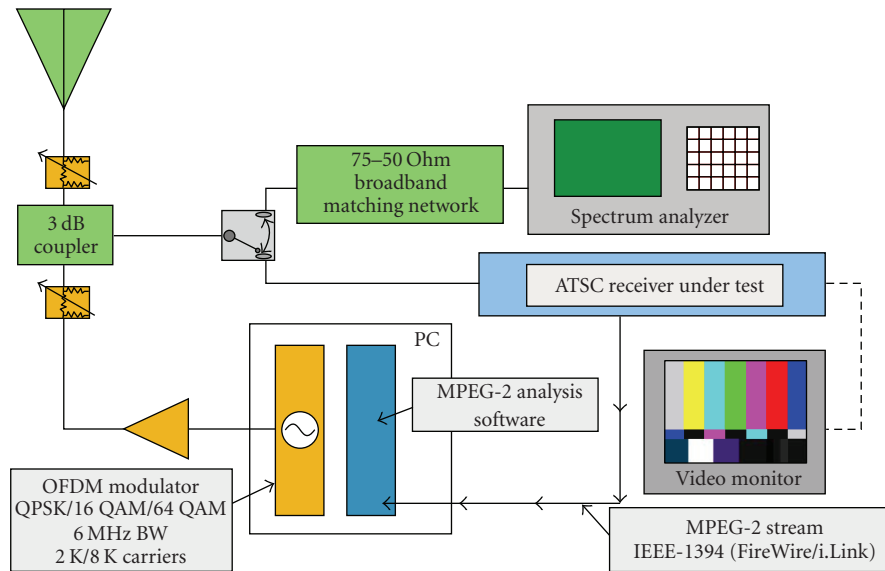 75–50 Ohm
broadband
matching network
Spectrum analyzer
3 dB
coupler
ATSC receiver under test
PC
MPEG-2 analysis
software
Video monitor
OFDM modulator
QPSK/16 QAM/64 QAM
6 MHz BW
2 K/8 K carriers
MPEG-2 stream
IEEE-1394 (FireWire/i.Link)